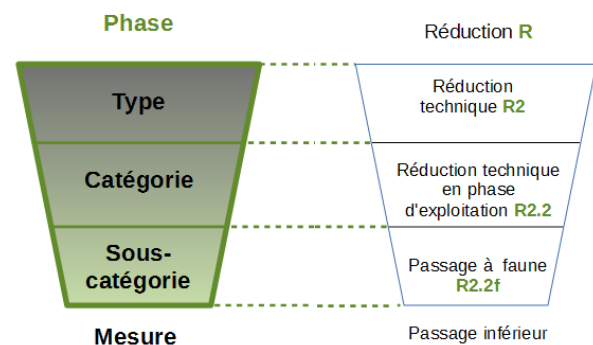 Phase
Type
Catégorie
Sous-
catégorie
Mesure
Réduction R
Réduction
technique R2
Réduction technique
en phase
d'exploitation R2.2
Passage à faune
R2.2f
Passage inférieur